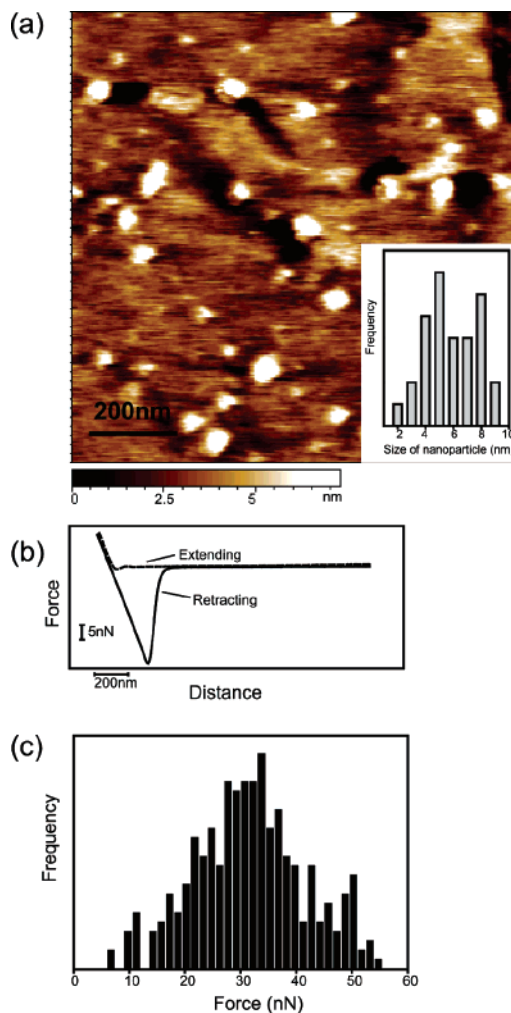 (a)
200nm
Frequency
2 4 6 8 10
Size of nanoparticle (nm)
0 2.5 5 nm
(b)
Force
Extending
Retracting
5nN
200nm
Distance
(c)
Frequency
0 10 20 30 40 50 60
Force (nN)